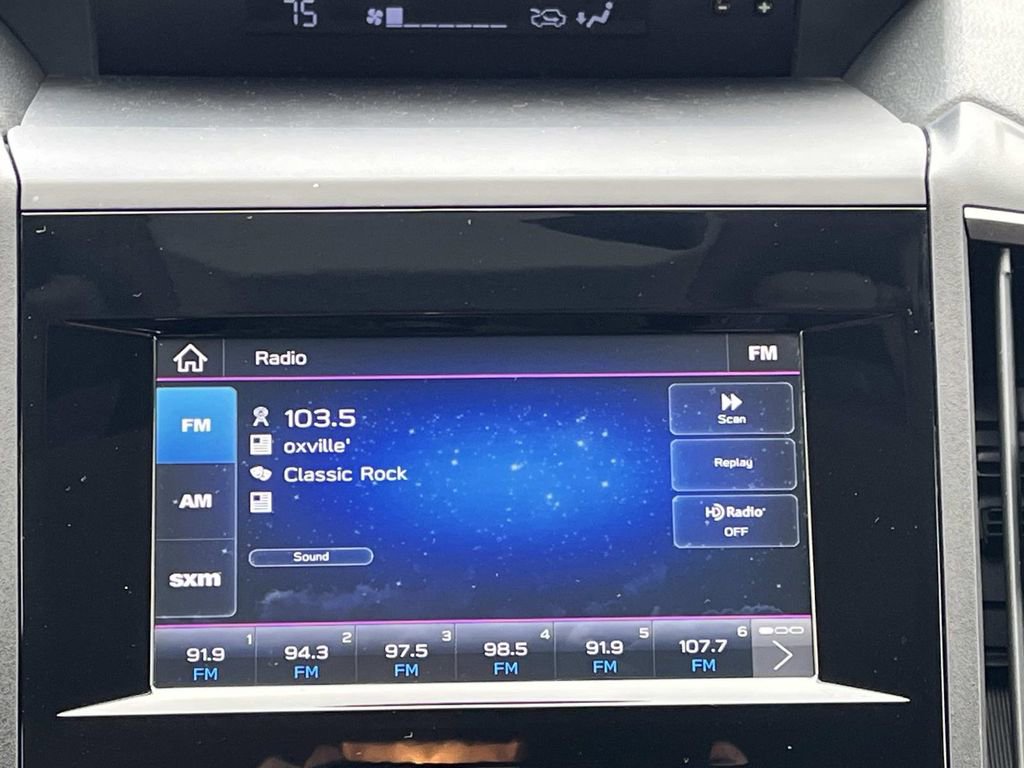 75
- +
Radio FM
FM
103.5
oxville'
Classic Rock
AM
sxm
Sound
Scan
Replay
HD Radio
OFF
1 2 3 4 5 6
91.9 94.3 97.5 98.5 91.9 107.7
FM FM FM FM FM FM